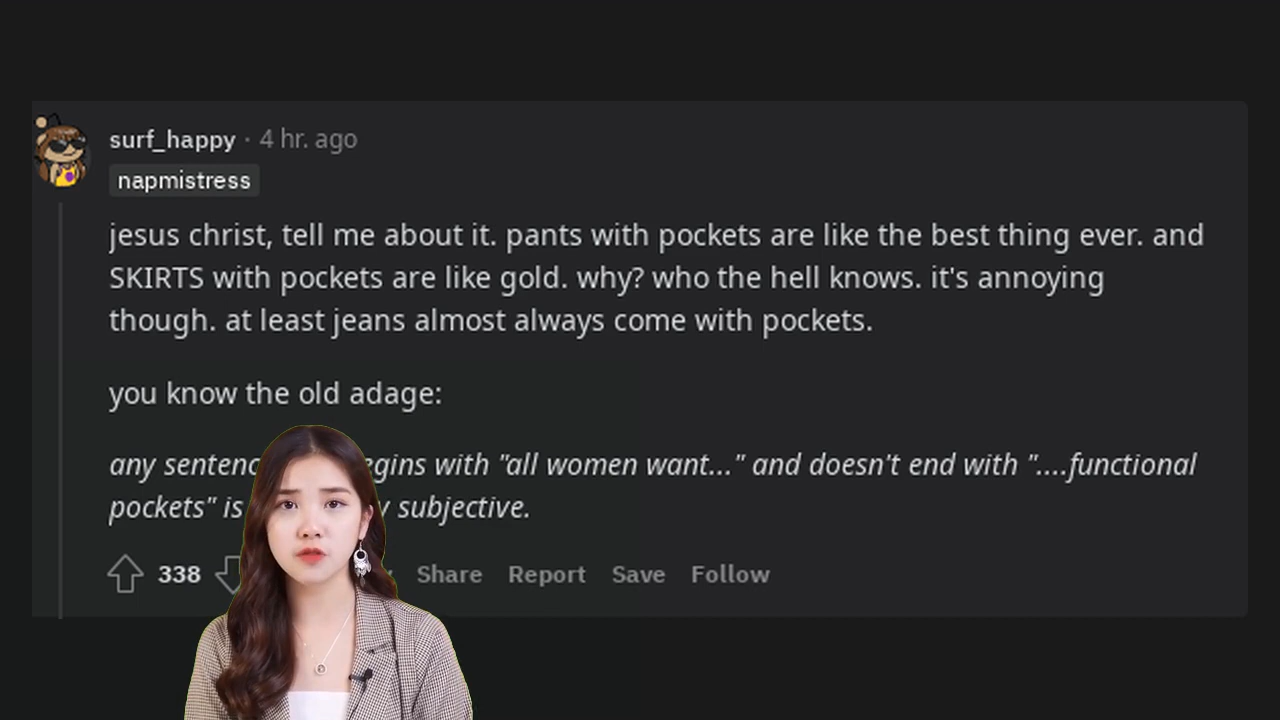 surf_happy · 4 hr. ago
napmistress
jesus christ, tell me about it. pants with pockets are like the best thing ever. and
SKIRTS with pockets are like gold. why? who the hell knows. it's annoying
though. at least jeans almost always come with pockets.
you know the old adage:
any with "all women want..." and doesn't end with "....functional
pockets" is subjective.
338 Share Report Save Follow